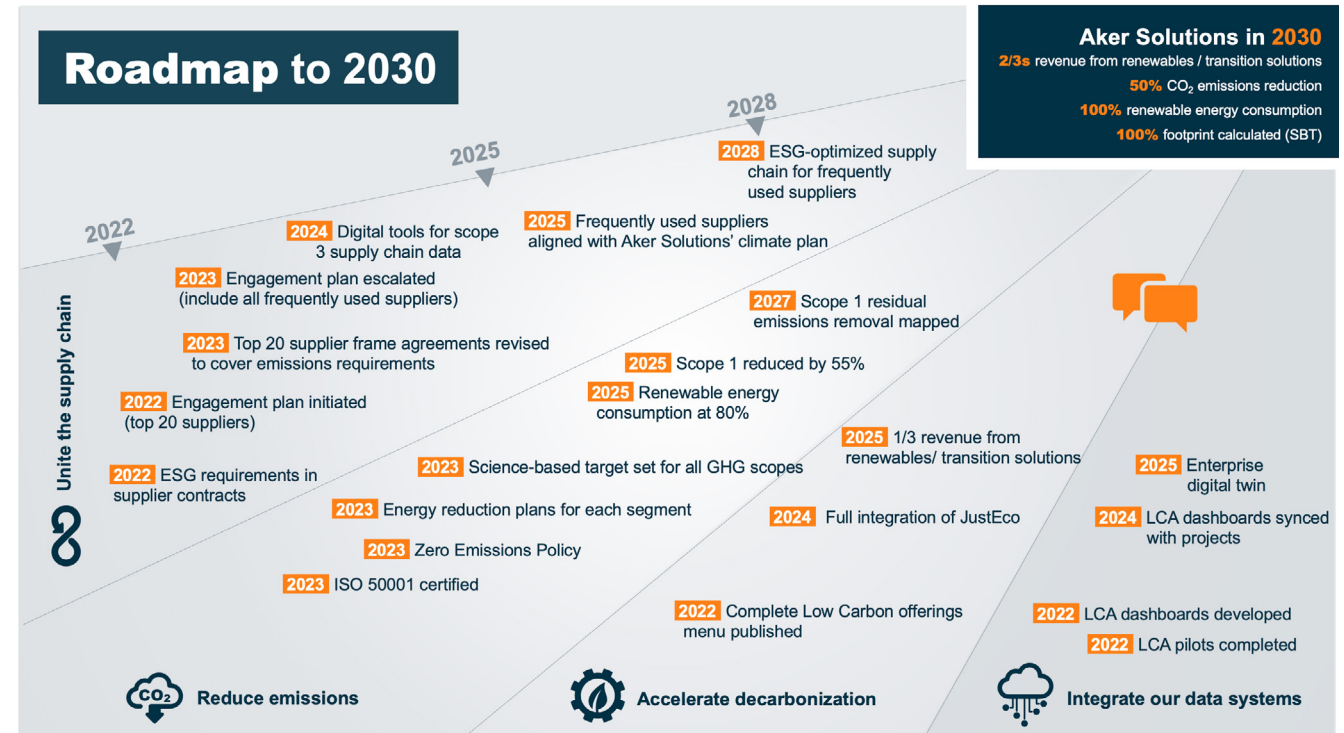 Roadmap to 2030
Aker Solutions in 2030
2/3s revenue from renewables / transition solutions
50% CO₂ emissions reduction
100% renewable energy consumption
100% footprint calculated (SBT)
2022
2025
2028
Unite the supply chain
2028 ESG-optimized supply
chain for frequently
used suppliers
2025 Frequently used suppliers
aligned with Aker Solutions' climate plan
2024 Digital tools for scope
3 supply chain data
2023 Engagement plan escalated
(include all frequently used suppliers)
2023 Top 20 supplier frame agreements revised
to cover emissions requirements
2022 Engagement plan initiated
(top 20 suppliers)
2022 ESG requirements in
supplier contracts
2027 Scope 1 residual
emissions removal mapped
2025 Scope 1 reduced by 55%
2025 Renewable energy
consumption at 80%
2023 Science-based target set for all GHG scopes
2023 Energy reduction plans for each segment
2023 Zero Emissions Policy
2023 ISO 50001 certified
CO₂
Reduce emissions
2025 1/3 revenue from
renewables/ transition solutions
2024 Full integration of JustEco
2022 Complete Low Carbon offerings
menu published
Accelerate decarbonization
2025 Enterprise
digital twin
2024 LCA dashboards synced
with projects
2022 LCA dashboards developed
2022 LCA pilots completed
Integrate our data systems